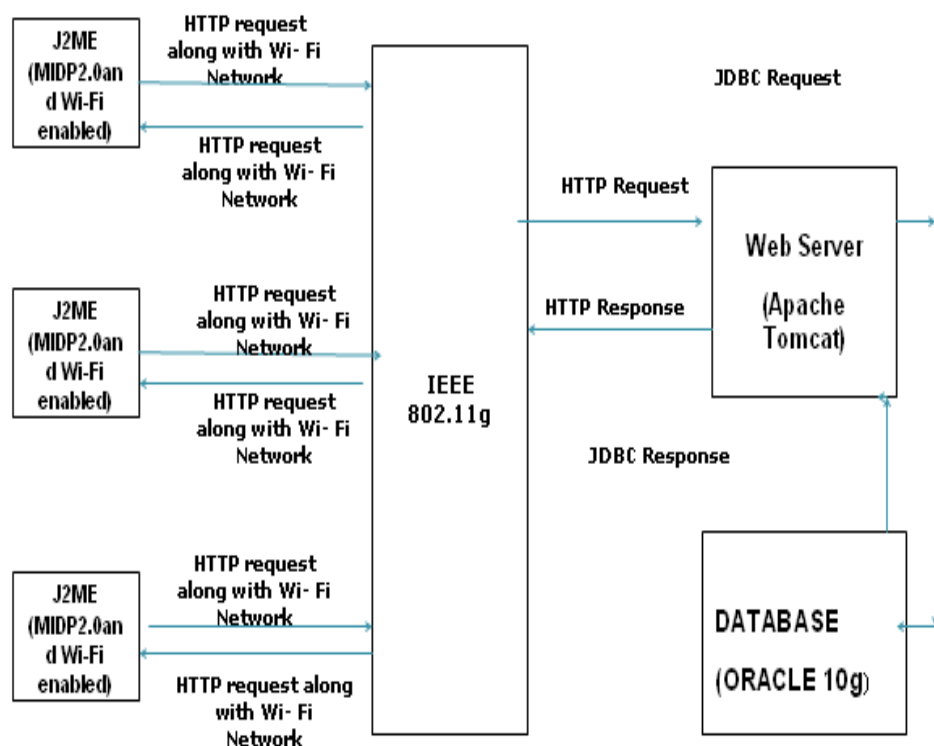 J2ME
(MIDP2.0an
d Wi-Fi
enabled)
HTTP request
along with Wi- Fi
Network
HTTP request
along with Wi- Fi
Network
J2ME
(MIDP2.0an
d Wi-Fi
enabled)
HTTP request
along with Wi- Fi
Network
HTTP request
along with Wi- Fi
Network
J2ME
(MIDP2.0an
d Wi-Fi
enabled)
HTTP request
along with Wi- Fi
Network
HTTP request along
with Wi- Fi
Network
IEEE
802.11g
HTTP Request
HTTP Response
JDBC Request
Web Server
(Apache
Tomcat)
JDBC Response
DATABASE
(ORACLE 10g)